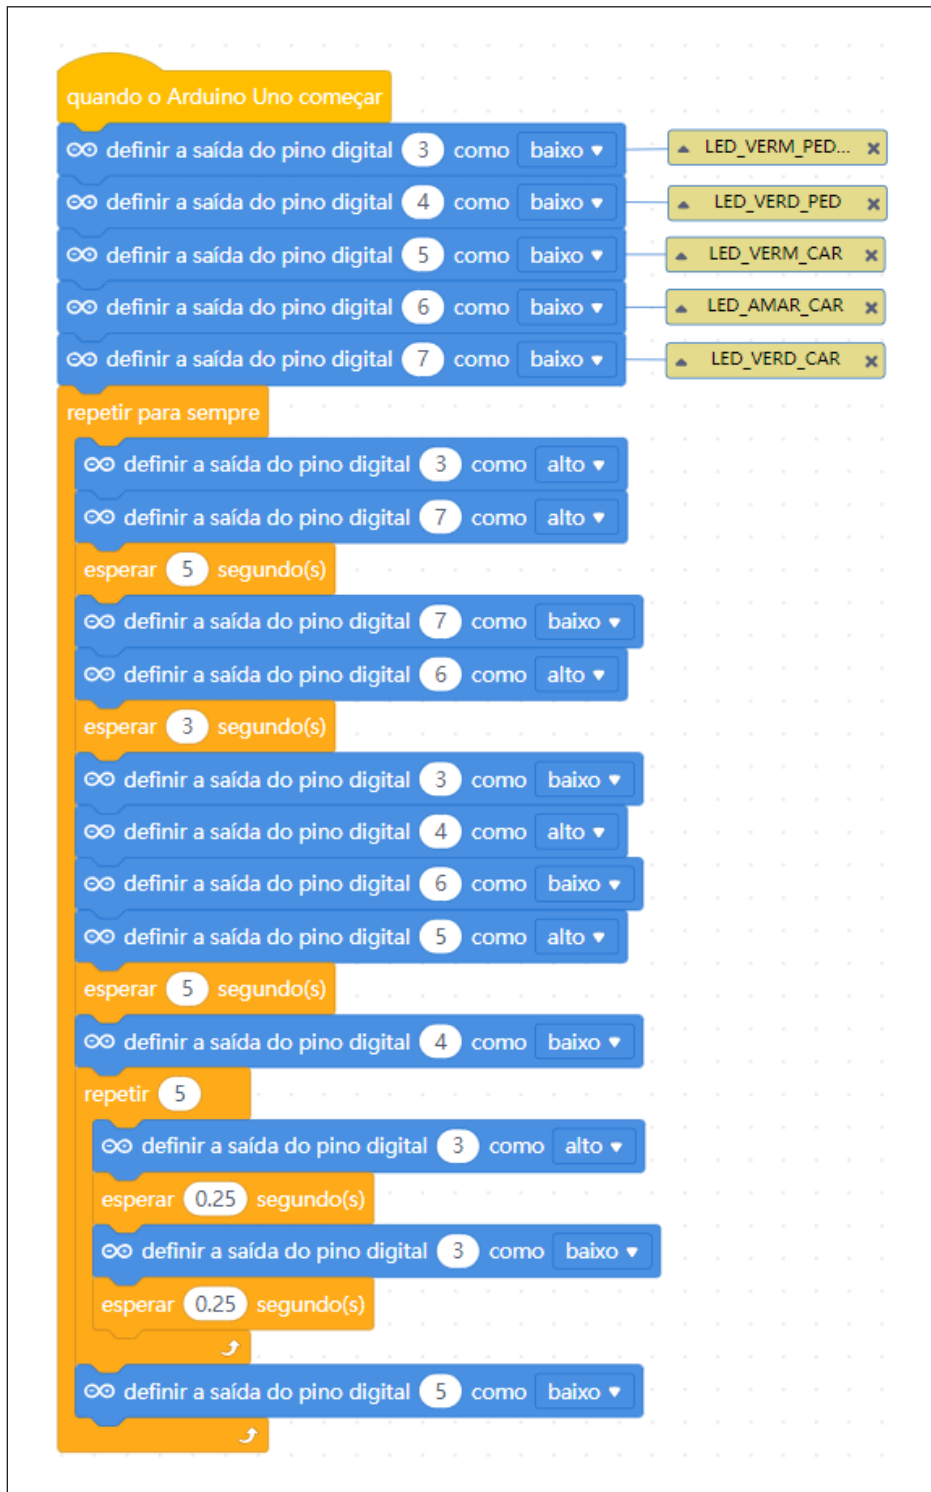 quando o Arduino Uno começar
definir a saída do pino digital 3 como baixo LED_VERM_PED...
definir a saída do pino digital 4 como baixo LED_VERD_PED
definir a saída do pino digital 5 como baixo LED_VERM_CAR
definir a saída do pino digital 6 como baixo LED_AMAR_CAR
definir a saída do pino digital 7 como baixo LED_VERD_CAR
repetir para sempre
definir a saída do pino digital 3 como alto
definir a saída do pino digital 7 como alto
esperar 5 segundo(s)
definir a saída do pino digital 7 como baixo
definir a saída do pino digital 6 como alto
esperar 3 segundo(s)
definir a saída do pino digital 3 como baixo
definir a saída do pino digital 4 como alto
definir a saída do pino digital 6 como baixo
definir a saída do pino digital 5 como alto
esperar 5 segundo(s)
definir a saída do pino digital 4 como baixo
repetir 5
definir a saída do pino digital 3 como alto
esperar 0.25 segundo(s)
definir a saída do pino digital 3 como baixo
esperar 0.25 segundo(s)
definir a saída do pino digital 5 como baixo